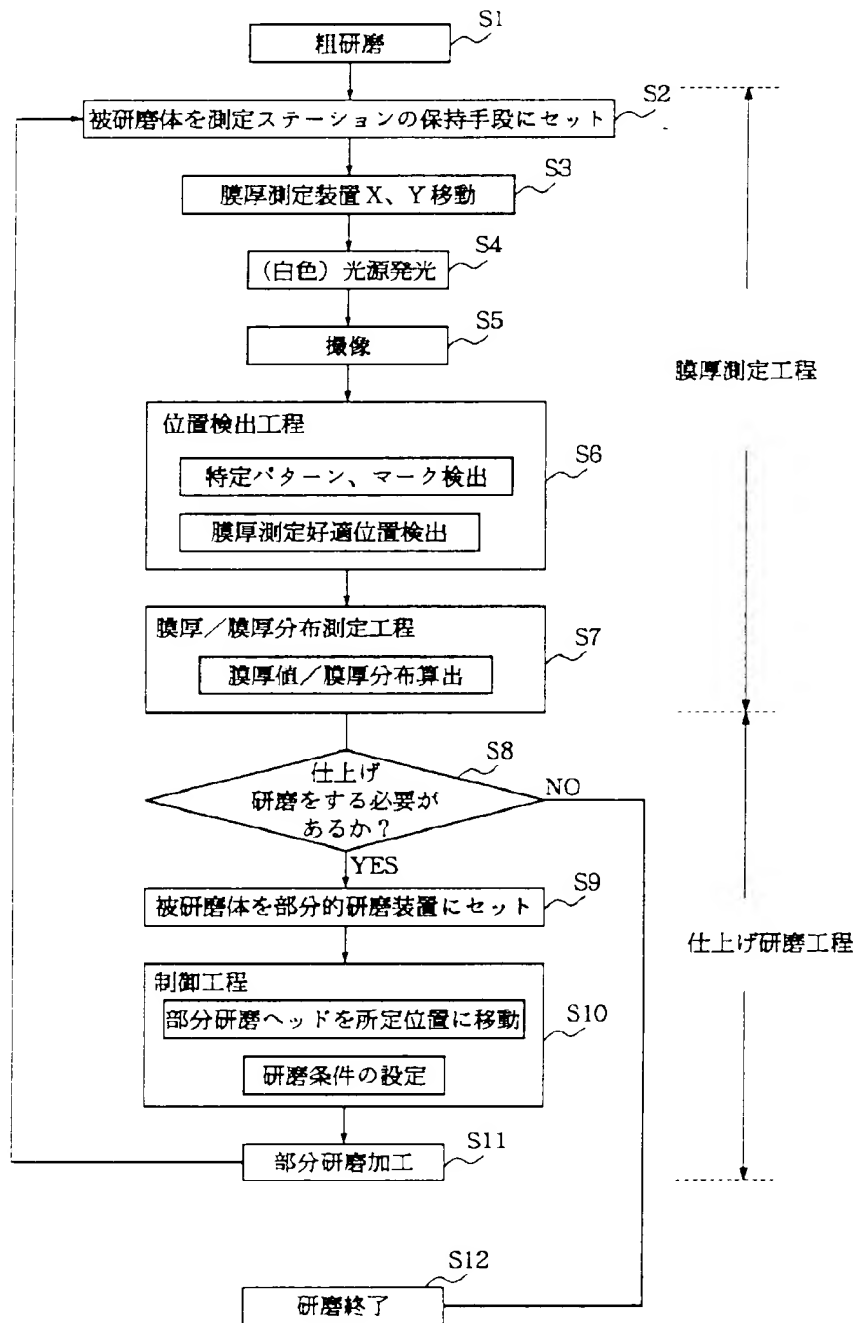 S1
粗研磨
S2
被研磨体を測定ステーションの保持手段にセット
S3
膜厚測定装置X、Y移動
S4
(白色)光源発光
S5
撮像
膜厚測定工程
位置検出工程
S6
特定パターン、マーク検出
膜厚測定好適位置検出
膜厚／膜厚分布測定工程
S7
膜厚値／膜厚分布算出
S8
仕上げ
研磨をする必要が
あるか？
NO
YES
S9
被研磨体を部分的研磨装置にセット
仕上げ研磨工程
制御工程
部分研磨ヘッドを所定位置に移動
S10
研磨条件の設定
S11
部分研磨加工
S12
研磨終了